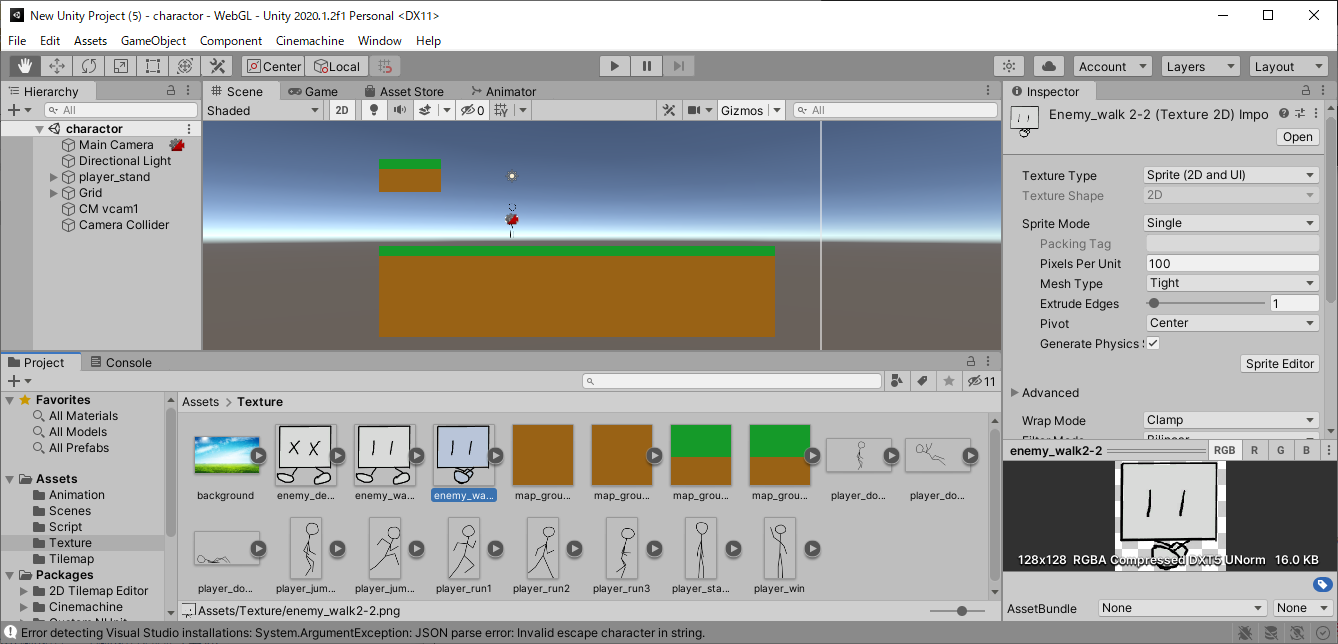 New Unity Project (5) - charactor - WebGL - Unity 2020.1.2f1 Personal <DX11>
File Edit Assets GameObject Component Cinemachine Window Help
Center Local Account Layers Layout
Hierarchy
All
charactor
Main Camera
Directional Light
player_stand
Grid
CM vcam1
Camera Collider
Scene Game Asset Store Animator
Shaded 2D 0 Gizmos All
Inspector
Enemy_walk 2-2 (Texture 2D) Impo
Open
Texture Type Sprite (2D and UI)
Texture Shape 2D
Sprite Mode Single
Packing Tag
Pixels Per Unit 100
Mesh Type Tight
Extrude Edges 1
Pivot Center
Generate Physics
Sprite Editor
Advanced
Wrap Mode Clamp
enemy_walk2-2 RGB R G B
128x128 RGBA Compressed DXT5 UNorm 16.0 KB
AssetBundle None None
Project Console
11
Favorites
All Materials
All Models
All Prefabs
Assets
Animation
Scenes
Script
Texture
Tilemap
Packages
2D Tilemap Editor
Cinemachine
Assets > Texture
background enemy_de... enemy_wa... enemy_wa... map_grou... map_grou... map_grou... map_grou... player_do... player_do...
player_do... player_jum... player_jum... player_run1 player_run2 player_run3 player_sta... player_win
Assets/Texture/enemy_walk2-2.png
Error detecting Visual Studio installations: System.ArgumentException: JSON parse error: Invalid escape character in string.